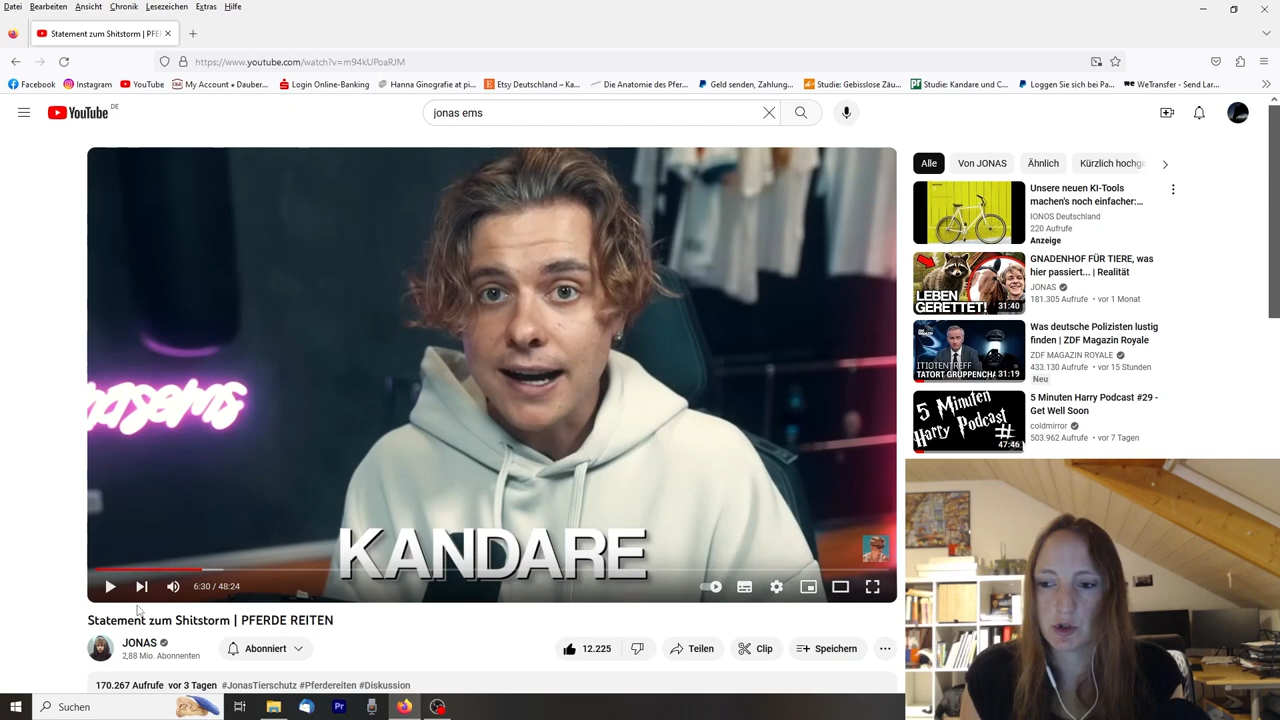 Datei Bearbeiten Ansicht Chronik Lesezeichen Extras Hilfe
Statement zum Shitstorm | PFE
https://www.youtube.com/watch?v=m94kUPoaRJM
Facebook Instagram YouTube My Account • Dauber... Login Online-Banking Hanna Ginografie at pi... Etsy Deutschland – Ka... Die Anatomie des Pfer... Geld senden, Zahlung... Studie: Gebisslose Zäu... Studie: Kandare und C... Loggen Sie sich bei Pa... WeTransfer - Send Lar...
YouTube DE
jonas ems
Alle Von JONAS Ähnlich Kürzlich hochge
Unsere neuen KI-Tools
machen's noch einfacher:...
IONOS Deutschland
220 Aufrufe
Anzeige
LEBEN
GERETTET!
31:40
GNADENHOF FÜR TIERE, was
hier passiert... | Realität
JONAS
181.305 Aufrufe • vor 1 Monat
ITIOTENTREFF
TATORT GRUPPENCHA
31:19
Was deutsche Polizisten lustig
finden | ZDF Magazin Royale
ZDF MAGAZIN ROYALE
433.130 Aufrufe • vor 15 Stunden
Neu
5 Minuten
Harry Podcast #
47:46
5 Minuten Harry Podcast #29 -
Get Well Soon
coldmirror
503.962 Aufrufe • vor 7 Tagen
KANDARE
6:30 / 48:24
Statement zum Shitstorm | PFERDE REITEN
JONAS
2,88 Mio. Abonnenten
Abonniert
12.225
Teilen
Clip
Speichern
170.267 Aufrufe vor 3 Tagen #JonasTierschutz #Pferdereiten #Diskussion
Suchen